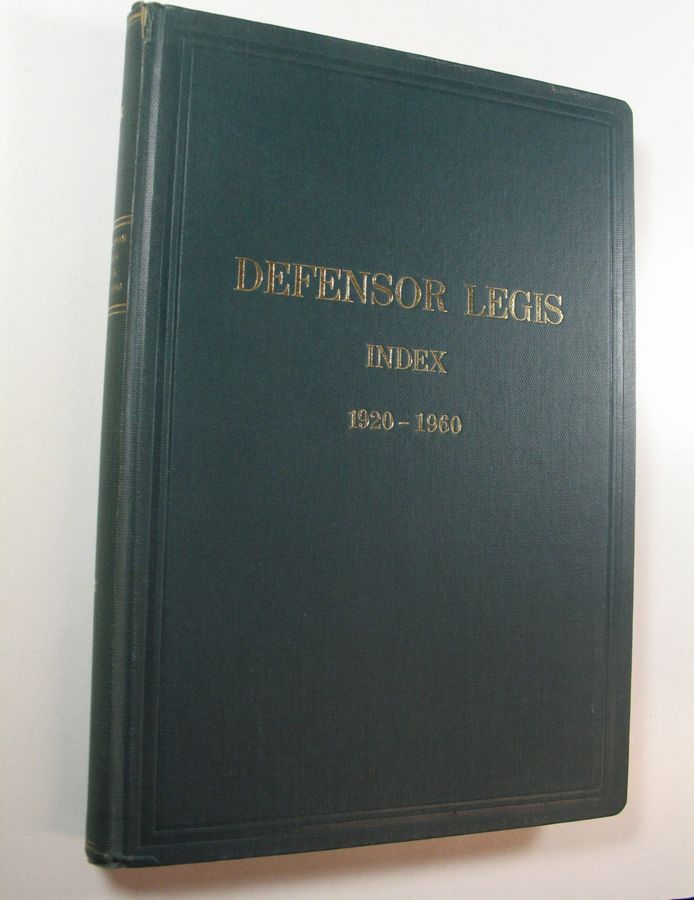 DEFENSOR LEGIS
INDEX
1920 – 1960